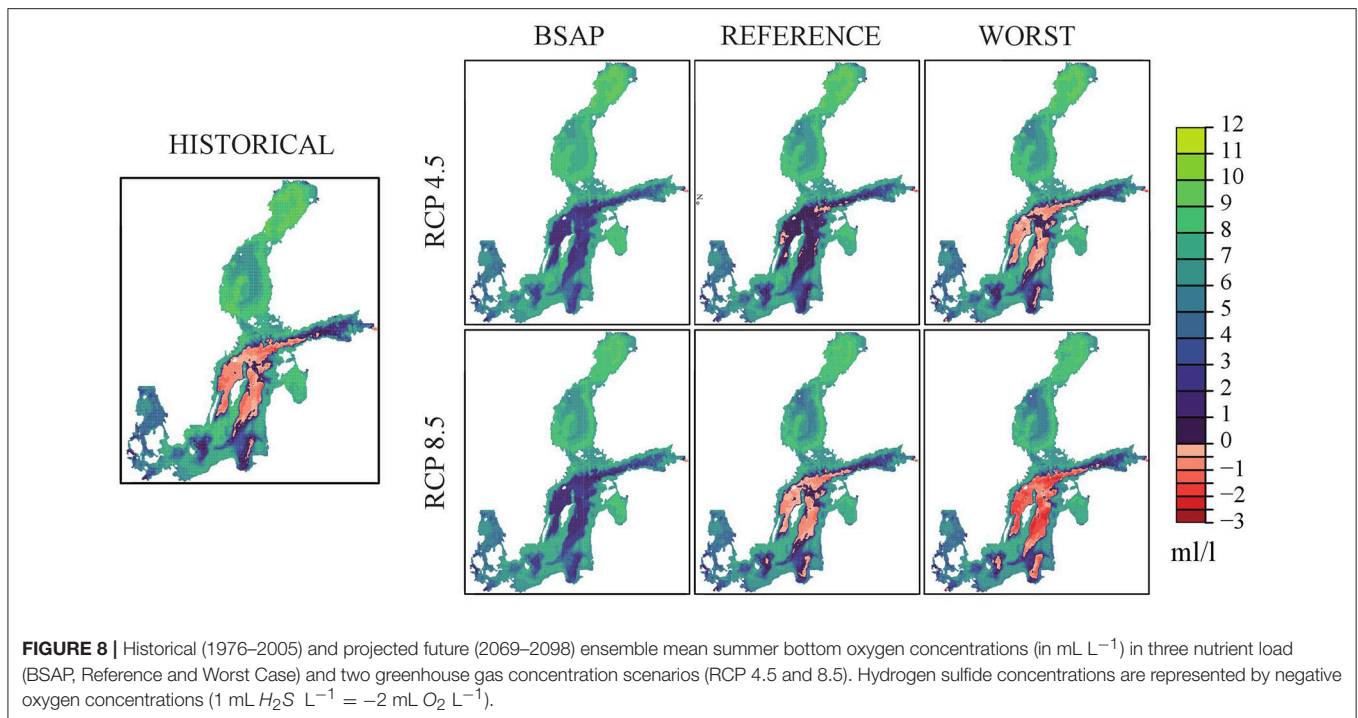 BSAP REFERENCE WORST
HISTORICAL
RCP 4.5
°N
RCP 8.5
12
11
10
9
8
7
6
5
4
3
2
1
0
−1
−2
−3
ml/l
FIGURE 8 | Historical (1976–2005) and projected future (2069–2098) ensemble mean summer bottom oxygen concentrations (in mL L−1) in three nutrient load
(BSAP, Reference and Worst Case) and two greenhouse gas concentration scenarios (RCP 4.5 and 8.5). Hydrogen sulfide concentrations are represented by negative
oxygen concentrations (1 mL H2S L−1 = −2 mL O2 L−1).